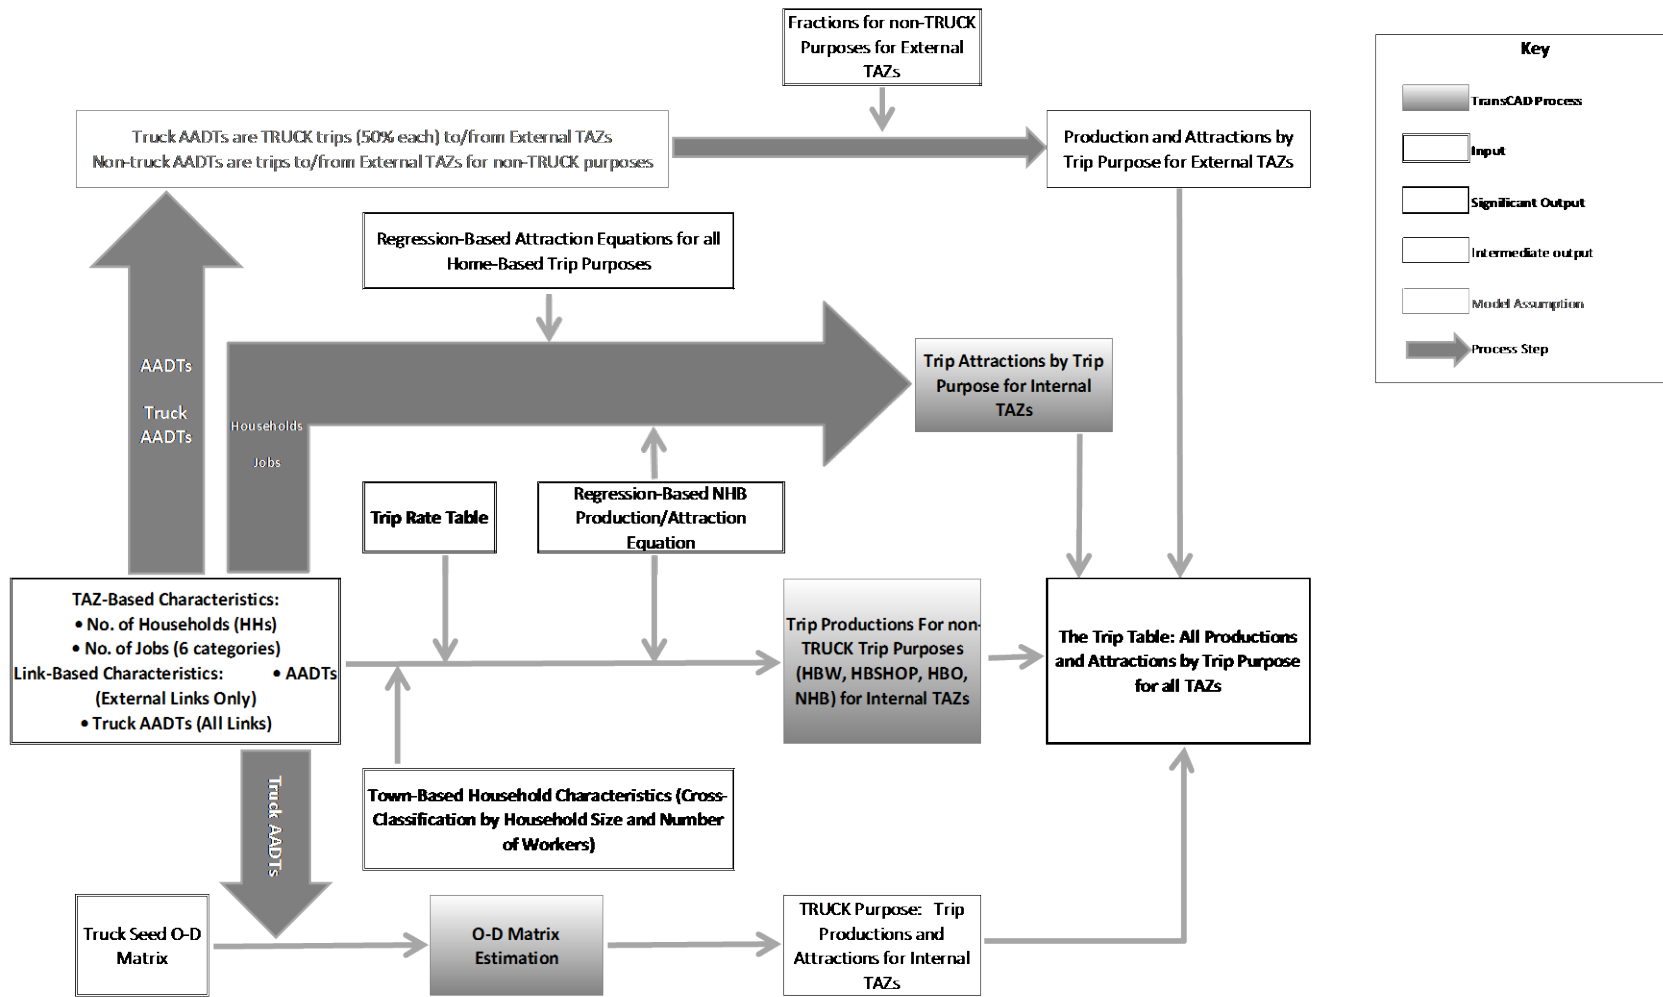 Fractions for non-TRUCK
Purposes for External
TAZs
Key
TransCAD Process
Input
Significant Output
Intermediate output
Model Assumption
Process Step
Truck AADTs are TRUCK trips (50% each) to/from External TAZs
Non-truck AADTs are trips to/from External TAZs for non-TRUCK purposes
Production and Attractions by
Trip Purpose for External TAZs
Regression-Based Attraction Equations for all
Home-Based Trip Purposes
AADTs
Truck
AADTs
Households
Jobs
Trip Attractions by Trip
Purpose for Internal
TAZs
Trip Rate Table
Regression-Based NHB
Production/Attraction
Equation
TAZ-Based Characteristics:
• No. of Households (HHs)
• No. of Jobs (6 categories)
Link-Based Characteristics: • AADTs
(External Links Only)
• Truck AADTs (All Links)
Trip Productions For non-
TRUCK Trip Purposes
(HBW, HBSHOP, HBO,
NHB) for Internal TAZs
The Trip Table: All Productions
and Attractions by Trip Purpose
for all TAZs
Truck AADTs
Town-Based Household Characteristics (Cross-
Classification by Household Size and Number
of Workers)
Truck Seed O-D
Matrix
O-D Matrix
Estimation
TRUCK Purpose: Trip
Productions and
Attractions for Internal
TAZs